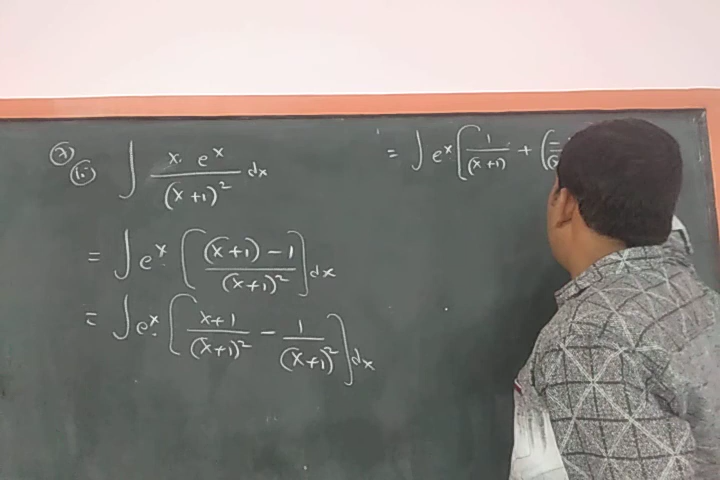 ⑦ ⓑ ∫ x. eˣ / (x+1)² dx
= ∫ eˣ [ (x+1) − 1 / (x+1)² ] dx
= ∫ eˣ [ x+1 / (x+1)² − 1 / (x+1)² ] dx
= ∫ eˣ [ 1 / (x+1) + (